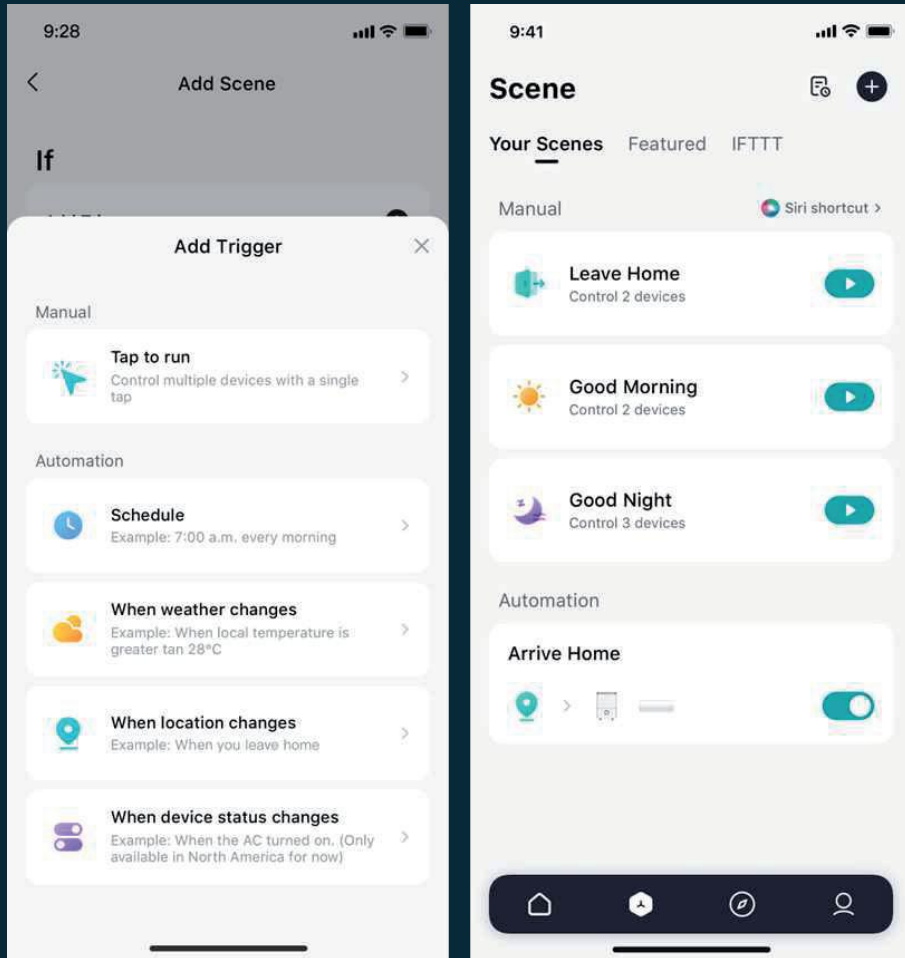 9:28
Add Scene
If
Add Trigger
Manual
Tap to run
Control multiple devices with a single
tap
Automation
Schedule
Example: 7:00 a.m. every morning
When weather changes
Example: When local temperature is
greater tan 28°C
When location changes
Example: When you leave home
When device status changes
Example: When the AC turned on. (Only
available in North America for now)
9:41
Scene
Your Scenes Featured IFTTT
Manual Siri shortcut >
Leave Home
Control 2 devices
Good Morning
Control 2 devices
Good Night
Control 3 devices
Automation
Arrive Home